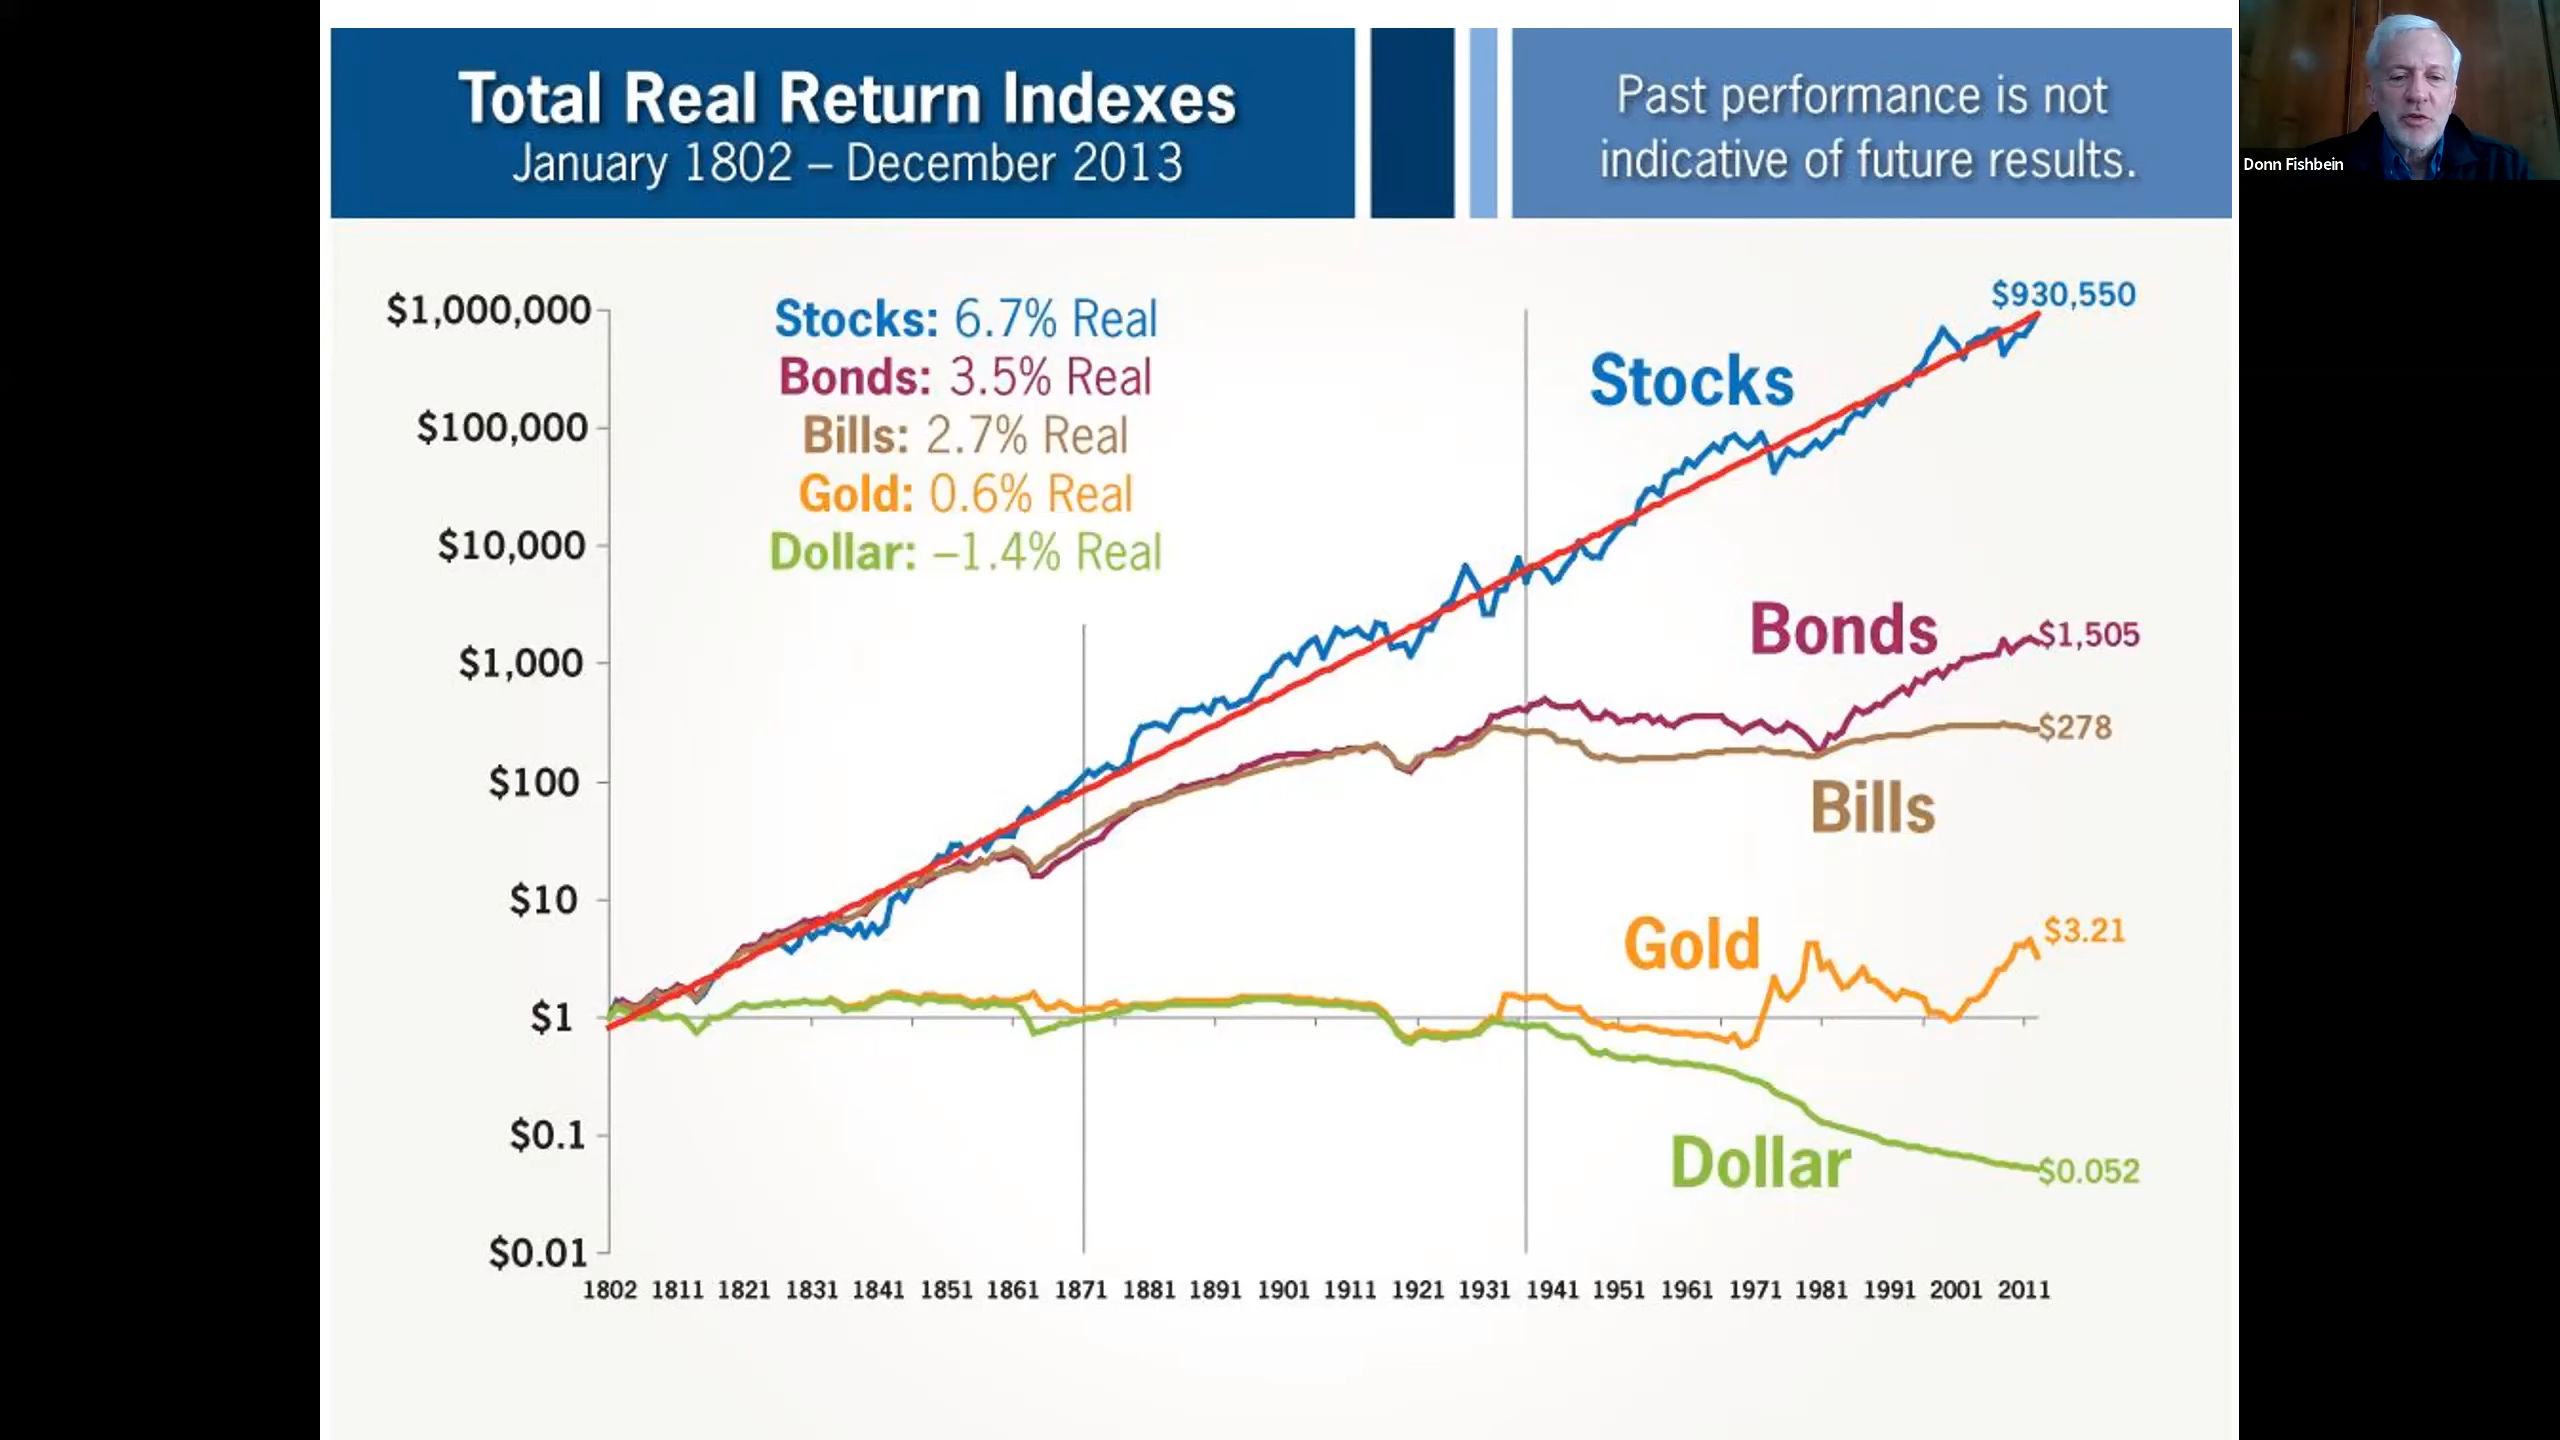 Total Real Return Indexes
January 1802 – December 2013
Past performance is not
indicative of future results.
Donn Fishbein
$1,000,000
$100,000
$10,000
$1,000
$100
$10
$1
$0.1
$0.01
Stocks: 6.7% Real
Bonds: 3.5% Real
Bills: 2.7% Real
Gold: 0.6% Real
Dollar: –1.4% Real
$930,550
Stocks
Bonds
$1,505
$278
Bills
Gold
$3.21
Dollar
$0.052
1802 1811 1821 1831 1841 1851 1861 1871 1881 1891 1901 1911 1921 1931 1941 1951 1961 1971 1981 1991 2001 2011